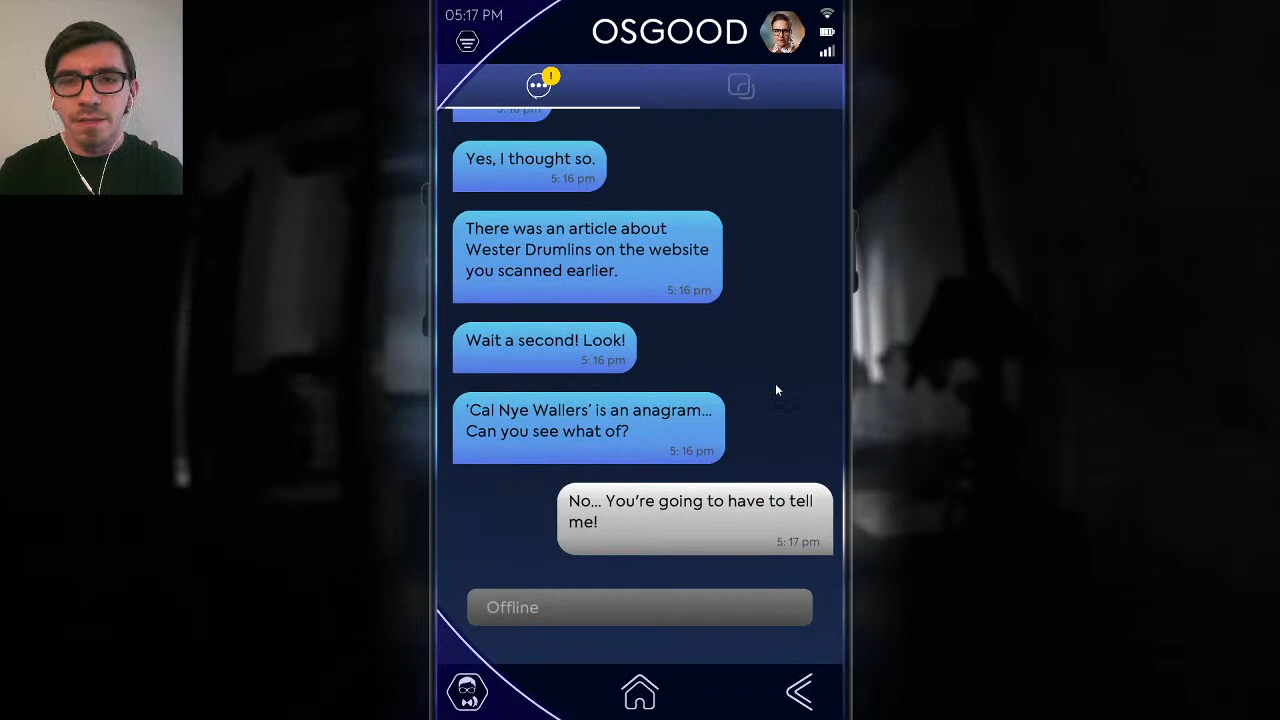 05:17 PM
OSGOOD
!
5: 16 pm
Yes, I thought so.
5: 16 pm
There was an article about
Wester Drumlins on the website
you scanned earlier.
5: 16 pm
Wait a second! Look!
5: 16 pm
‘Cal Nye Wallers’ is an anagram...
Can you see what of?
5: 16 pm
No... You're going to have to tell
me!
5: 17 pm
Offline